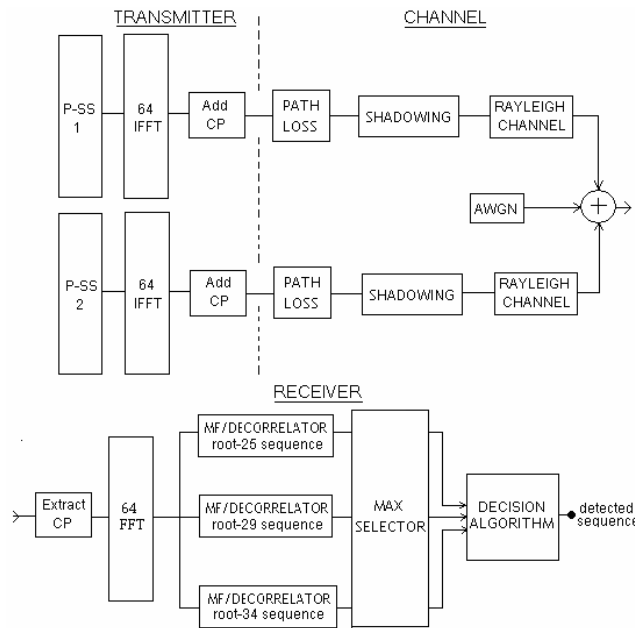 TRANSMITTER
CHANNEL
P-SS
1
64
IFFT
Add
CP
PATH
LOSS
SHADOWING
RAYLEIGH
CHANNEL
AWGN
+
P-SS
2
64
IFFT
Add
CP
PATH
LOSS
SHADOWING
RAYLEIGH
CHANNEL
RECEIVER
Extract
CP
64
FFT
MF/DECORRELATOR
root-25 sequence
MF/DECORRELATOR
root-29 sequence
MF/DECORRELATOR
root-34 sequence
MAX
SELECTOR
DECISION
ALGORITHM
detected
sequence